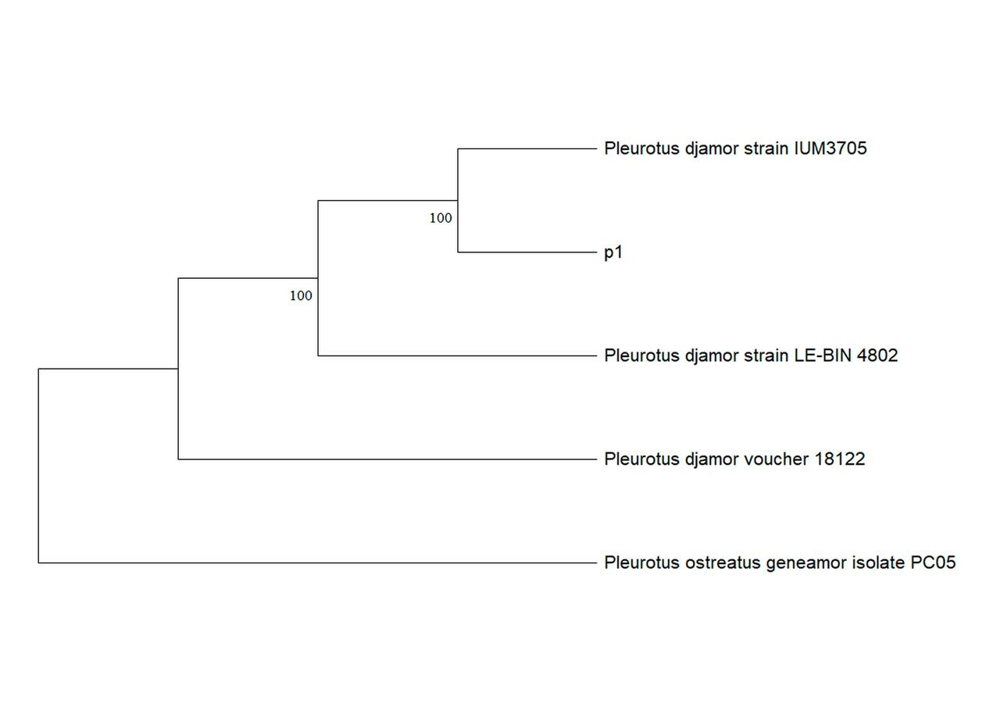 Pleurotus djamor strain IUM3705
100
p1
100
Pleurotus djamor strain LE-BIN 4802
Pleurotus djamor voucher 18122
Pleurotus ostreatus geneamor isolate PC05